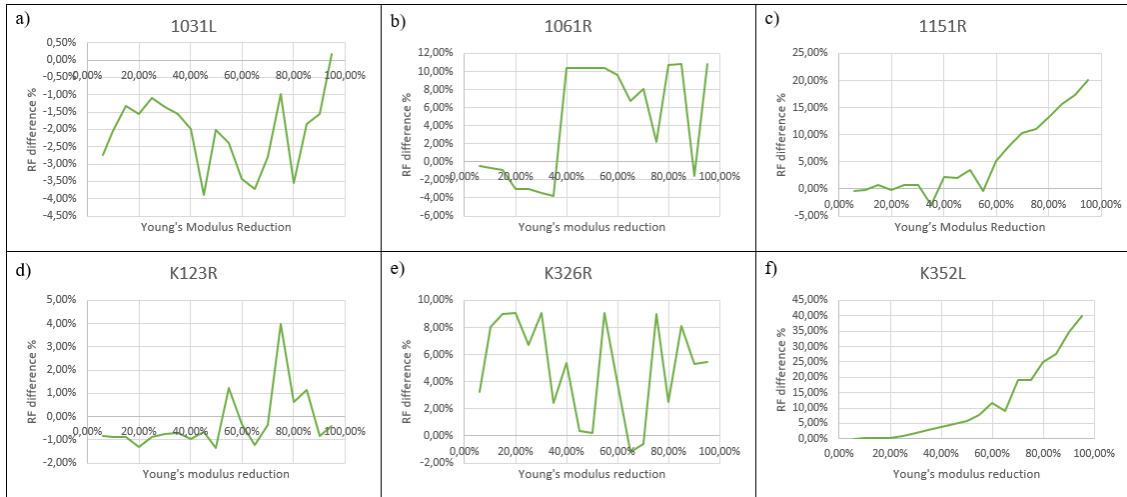 a)
1031L
RF difference %
0,50%
0,00%
-0,50%
-1,00%
-1,50%
-2,00%
-2,50%
-3,00%
-3,50%
-4,00%
-4,50%
0,00% 20,00% 40,00% 60,00% 80,00% 100,00%
Young's Modulus Reduction
b)
1061R
RF difference %
12,00%
10,00%
8,00%
6,00%
4,00%
2,00%
0,00%
-2,00%
-4,00%
-6,00%
0,00% 20,00% 40,00% 60,00% 80,00% 100,00%
Young's modulus reduction
c)
1151R
RF difference %
25,00%
20,00%
15,00%
10,00%
5,00%
0,00%
-5,00%
0,00% 20,00% 40,00% 60,00% 80,00% 100,00%
Young's Modulus Reduction
d)
K123R
RF difference %
5,00%
4,00%
3,00%
2,00%
1,00%
0,00%
-1,00%
-2,00%
0,00% 20,00% 40,00% 60,00% 80,00% 100,00%
Young's modulus reduction
e)
K326R
RF difference %
10,00%
8,00%
6,00%
4,00%
2,00%
0,00%
-2,00%
0,00% 20,00% 40,00% 60,00% 80,00% 100,00%
Young's modulus reduction
f)
K352L
RF difference %
45,00%
40,00%
35,00%
30,00%
25,00%
20,00%
15,00%
10,00%
5,00%
0,00%
0,00% 20,00% 40,00% 60,00% 80,00% 100,00%
Young's modulus reduction